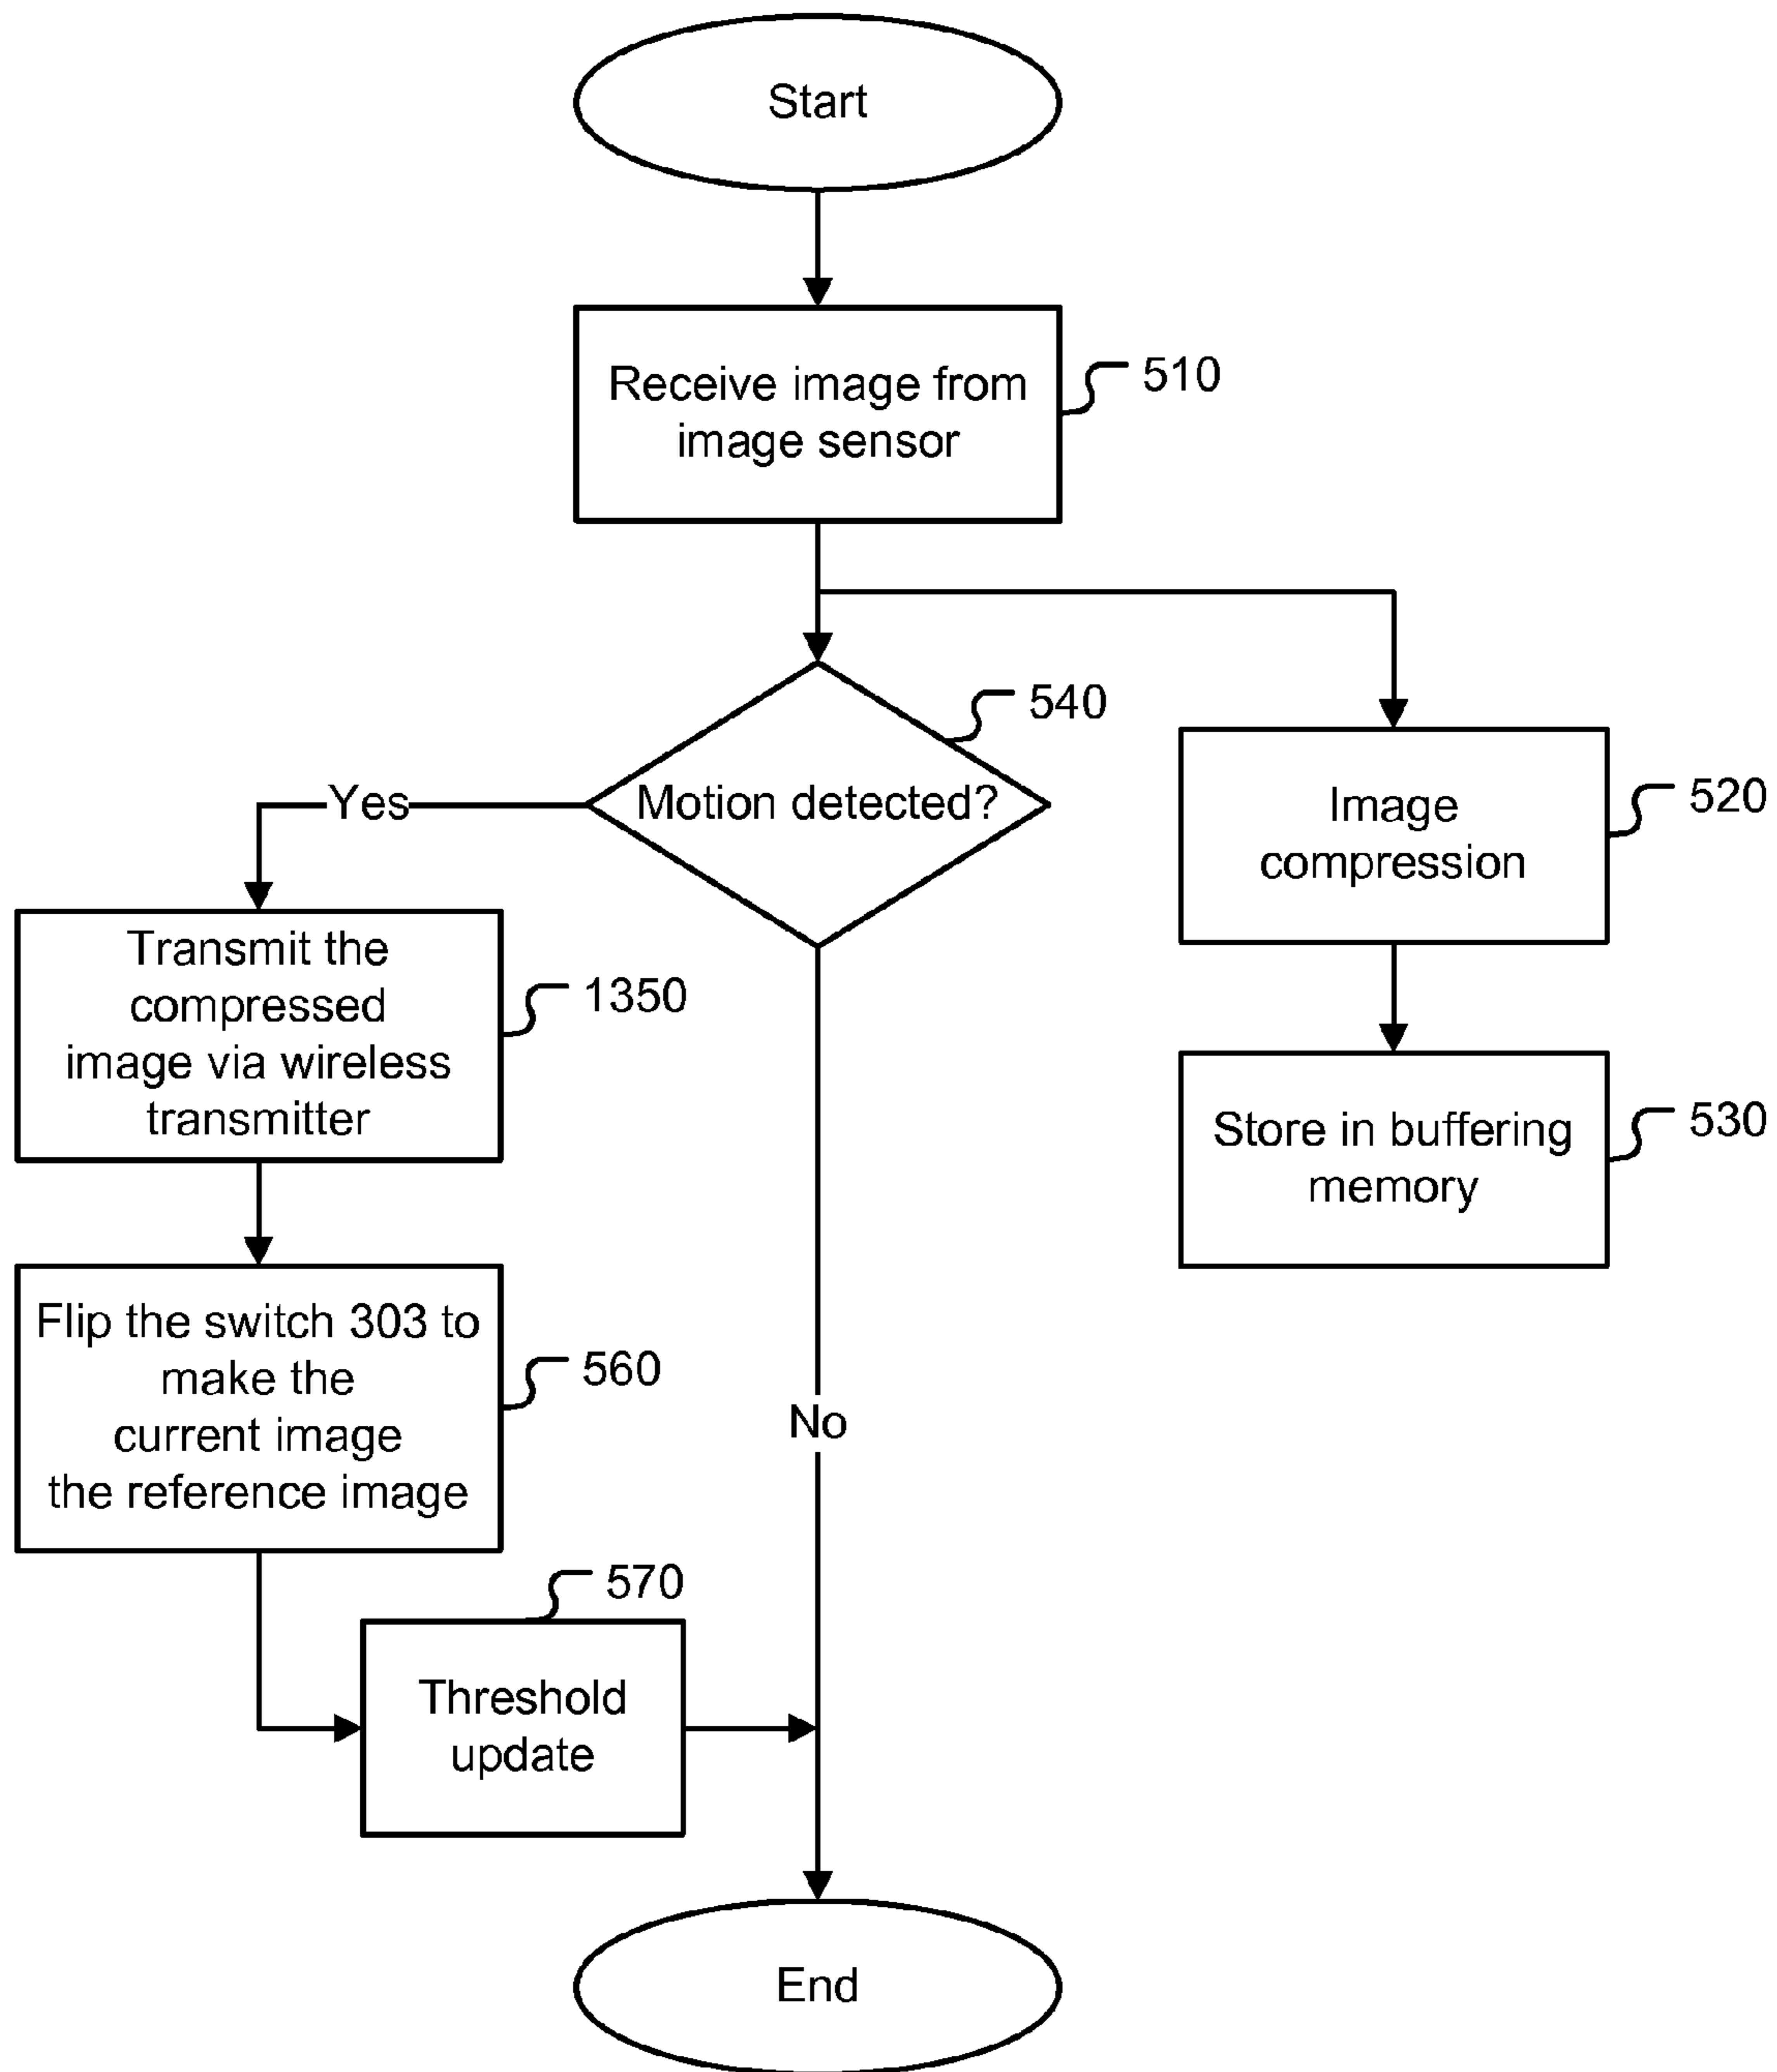 Start
Receive image from
image sensor
510
Motion detected?
540
Yes
Image
compression
520
Transmit the
compressed
image via wireless
transmitter
1350
Store in buffering
memory
530
Flip the switch 303 to
make the
current image
the reference image
560
No
570
Threshold
update
End